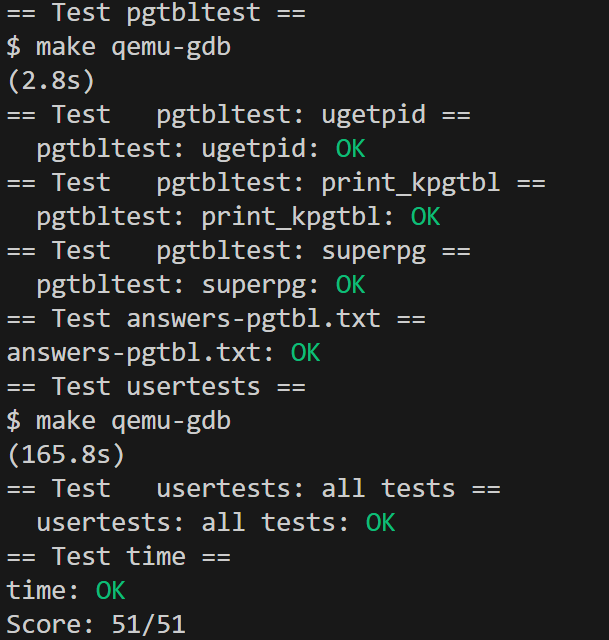 == Test pgtbltest ==
$ make qemu-gdb
(2.8s)
== Test   pgtbltest: ugetpid ==
  pgtbltest: ugetpid: OK
== Test   pgtbltest: print_kpgtbl ==
  pgtbltest: print_kpgtbl: OK
== Test   pgtbltest: superpg ==
  pgtbltest: superpg: OK
== Test answers-pgtbl.txt ==
answers-pgtbl.txt: OK
== Test usertests ==
$ make qemu-gdb
(165.8s)
== Test   usertests: all tests ==
  usertests: all tests: OK
== Test time ==
time: OK
Score: 51/51